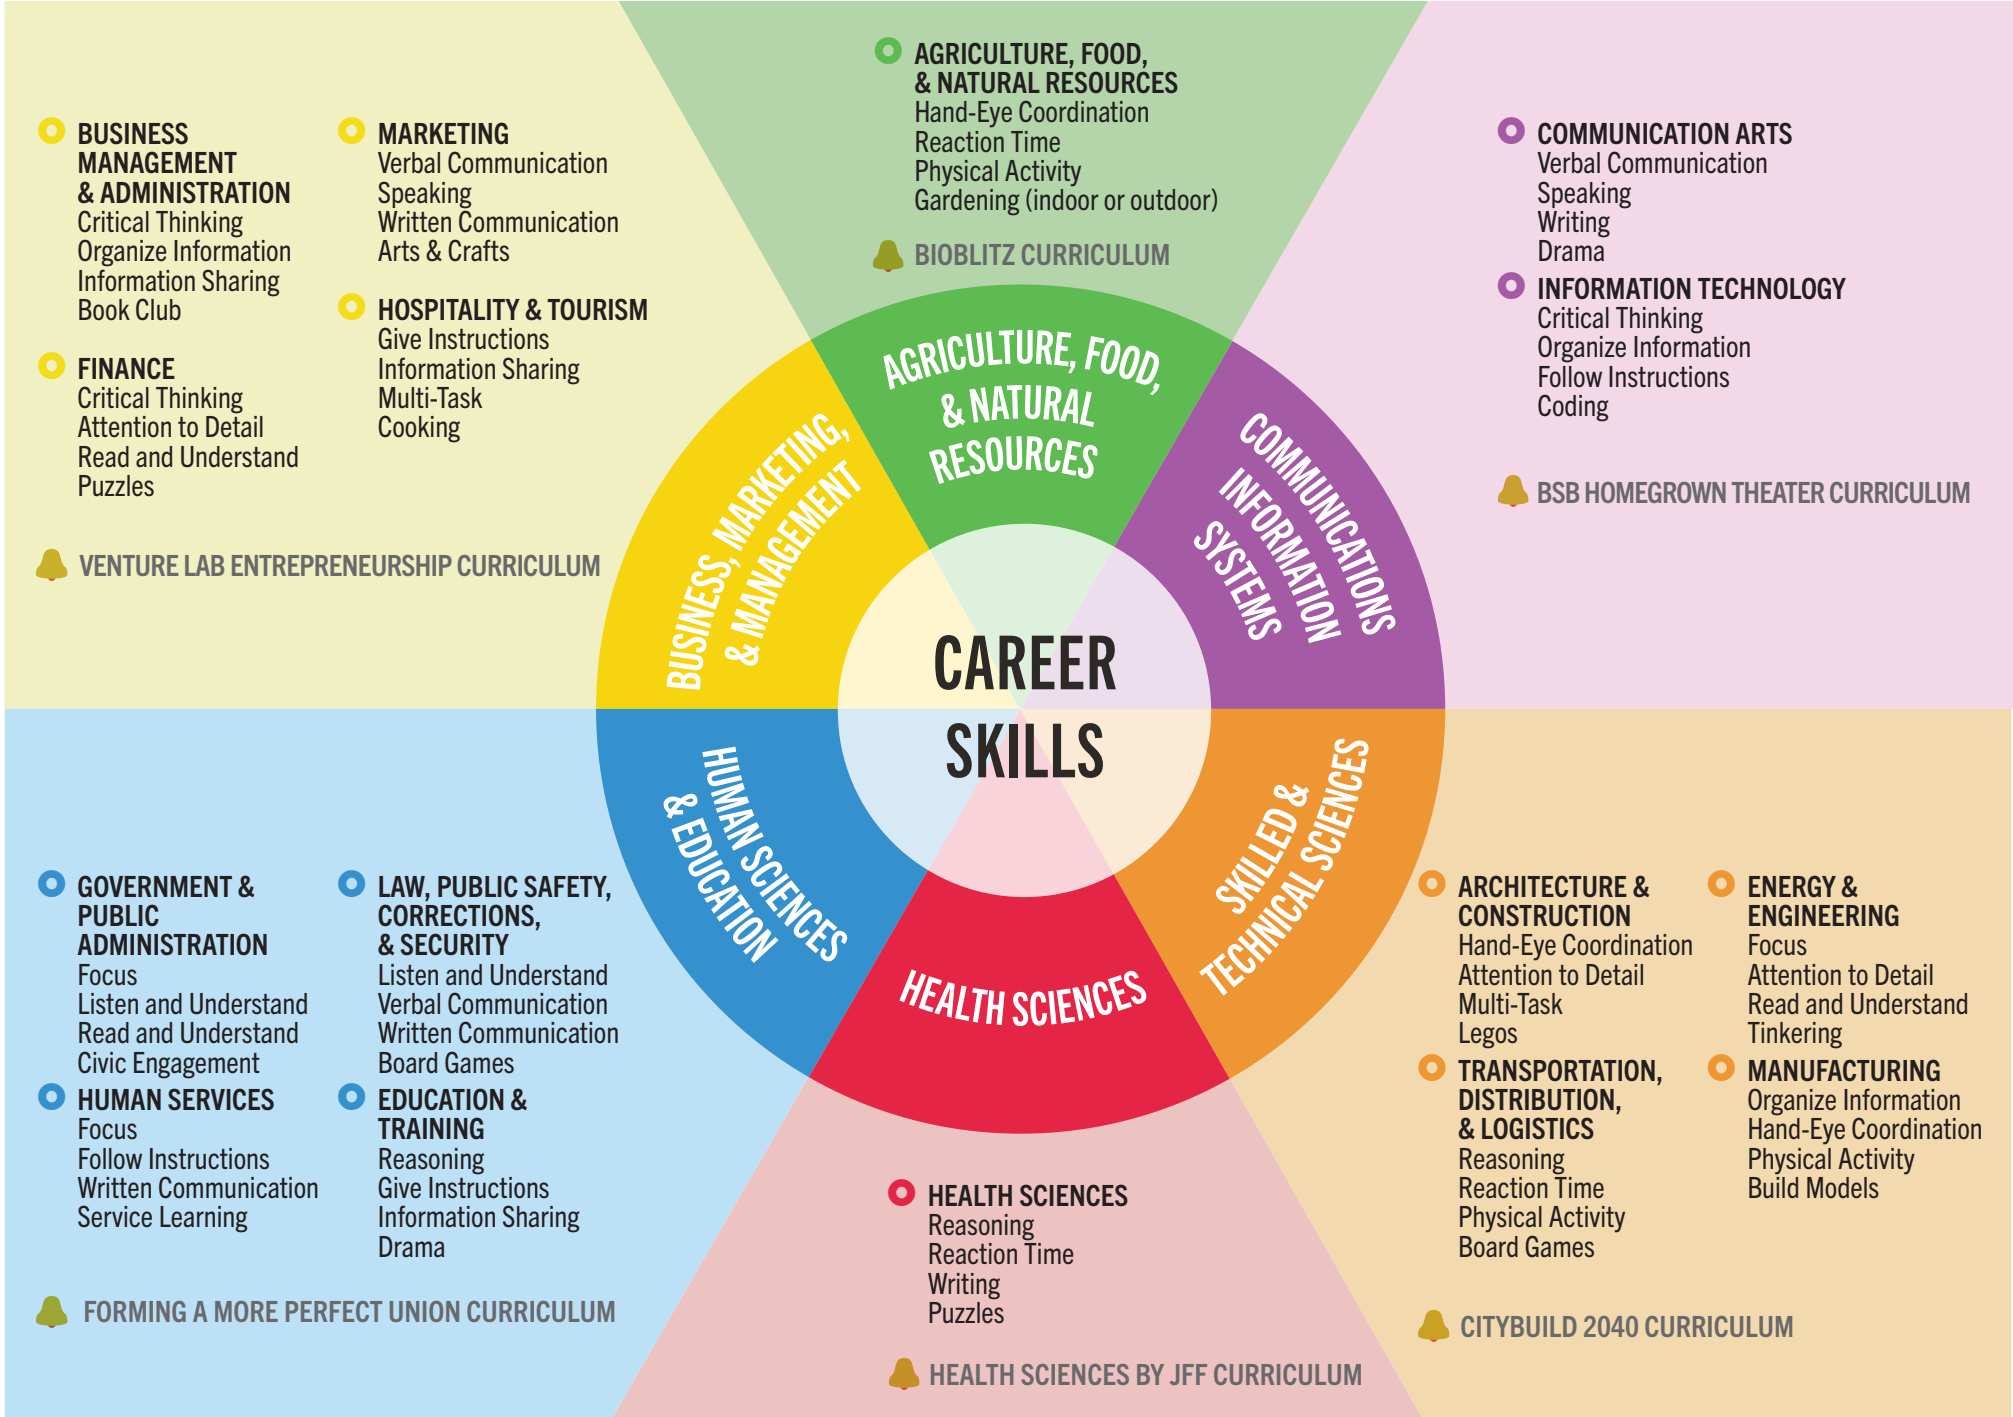 BUSINESS
MANAGEMENT
& ADMINISTRATION
Critical Thinking
Organize Information
Information Sharing
Book Club
FINANCE
Critical Thinking
Attention to Detail
Read and Understand
Puzzles
MARKETING
Verbal Communication
Speaking
Written Communication
Arts & Crafts
HOSPITALITY & TOURISM
Give Instructions
Information Sharing
Multi-Task
Cooking
VENTURE LAB ENTREPRENEURSHIP CURRICULUM
AGRICULTURE, FOOD,
& NATURAL RESOURCES
Hand-Eye Coordination
Reaction Time
Physical Activity
Gardening (indoor or outdoor)
BIOBLITZ CURRICULUM
COMMUNICATION ARTS
Verbal Communication
Speaking
Writing
Drama
INFORMATION TECHNOLOGY
Critical Thinking
Organize Information
Follow Instructions
Coding
BSB HOMEGROWN THEATER CURRICULUM
BUSINESS, MARKETING,
& MANAGEMENT
AGRICULTURE, FOOD,
& NATURAL
RESOURCES
COMMUNICATIONS
INFORMATION
SYSTEMS
CAREER
SKILLS
HUMAN SCIENCES
& EDUCATION
HEALTH SCIENCES
SKILLED &
TECHNICAL SCIENCES
GOVERNMENT &
PUBLIC
ADMINISTRATION
Focus
Listen and Understand
Read and Understand
Civic Engagement
HUMAN SERVICES
Focus
Follow Instructions
Written Communication
Service Learning
LAW, PUBLIC SAFETY,
CORRECTIONS,
& SECURITY
Listen and Understand
Verbal Communication
Written Communication
Board Games
EDUCATION &
TRAINING
Reasoning
Give Instructions
Information Sharing
Drama
FORMING A MORE PERFECT UNION CURRICULUM
HEALTH SCIENCES
Reasoning
Reaction Time
Writing
Puzzles
HEALTH SCIENCES BY JFF CURRICULUM
ARCHITECTURE &
CONSTRUCTION
Hand-Eye Coordination
Attention to Detail
Multi-Task
Legos
TRANSPORTATION,
DISTRIBUTION,
& LOGISTICS
Reasoning
Reaction Time
Physical Activity
Board Games
ENERGY &
ENGINEERING
Focus
Attention to Detail
Read and Understand
Tinkering
MANUFACTURING
Organize Information
Hand-Eye Coordination
Physical Activity
Build Models
CITYBUILD 2040 CURRICULUM